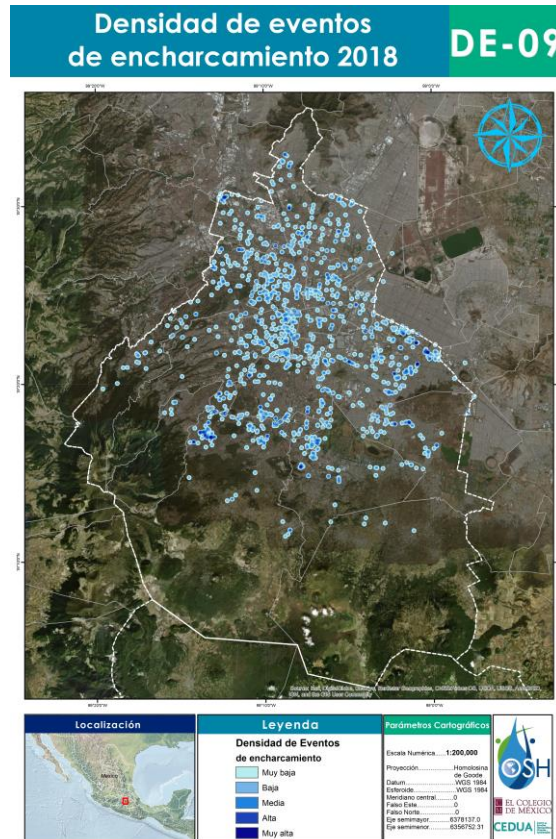 Densidad de eventos
de encharcamiento 2018
DE-09
Localización
México
Leyenda
Densidad de Eventos
de encharcamiento
Muy baja
Baja
Media
Alta
Muy alta
Parámetros Cartográficos
Escala Numérica......1:200,000
Proyección..........Homolosina
de Goode
Datum..................WGS 1984
Esferoide..............WGS 1984
Meridiano central............0
Falso Este......................0
Falso Norte....................0
Eje semimayor......6378137.0
Eje semimenor......6356752.31
OSH
EL COLEGIO
DE MÉXICO
CEDUA